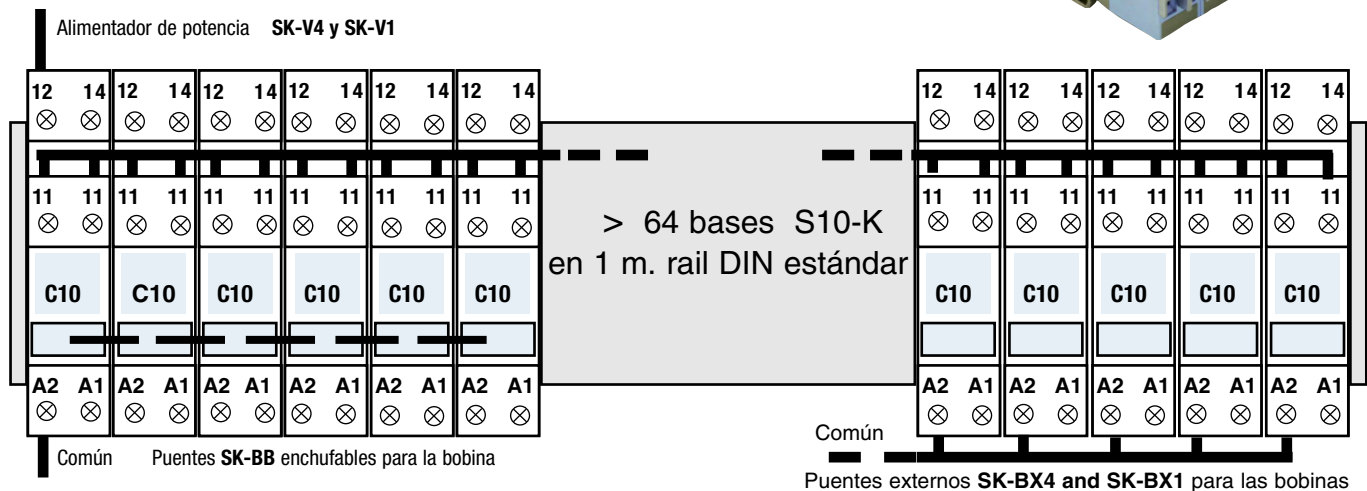 Alimentador de potencia SK-V4 y SK-V1
12 14 12 14 12 14 12 14 12 14 12 14 12 14 12 14 12 14 12 14 12 14
11 11 11 11 11 11 11 11 11 11 11 11 11 11 11 11 11 11 11 11 11 11
> 64 bases S10-K
en 1 m. rail DIN estándar
C10 C10 C10 C10 C10 C10 C10 C10 C10 C10 C10
A2 A1 A2 A1 A2 A1 A2 A1 A2 A1 A2 A1 A2 A1 A2 A1 A2 A1 A2 A1 A2 A1
Común Puentes SK-BB enchufables para la bobina
Común
Puentes externos SK-BX4 and SK-BX1 para las bobinas